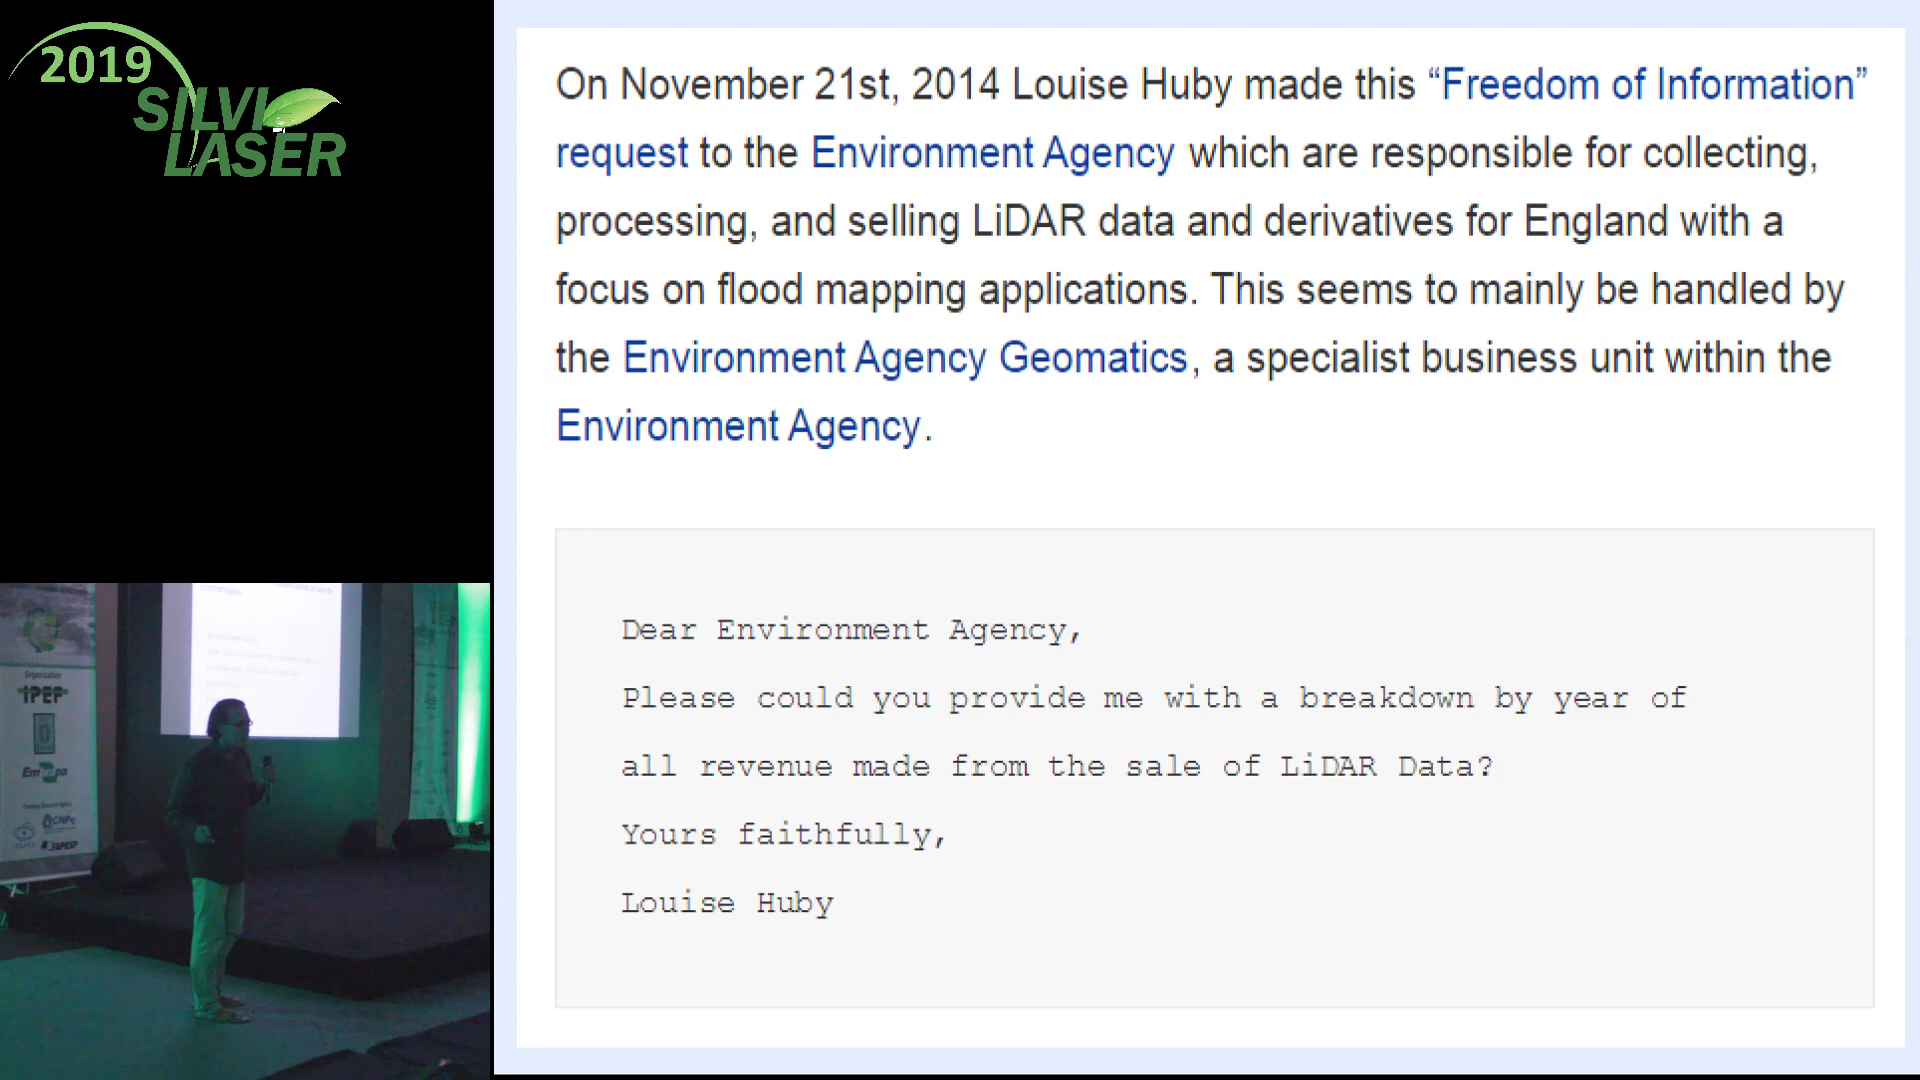 2019
SILVI
LASER
On November 21st, 2014 Louise Huby made this “Freedom of Information”
request to the Environment Agency which are responsible for collecting,
processing, and selling LiDAR data and derivatives for England with a
focus on flood mapping applications. This seems to mainly be handled by
the Environment Agency Geomatics, a specialist business unit within the
Environment Agency.
Dear Environment Agency,
Please could you provide me with a breakdown by year of
all revenue made from the sale of LiDAR Data?
Yours faithfully,
Louise Huby
Organization
IPEF
Embrapa
CNPq
FAPESP